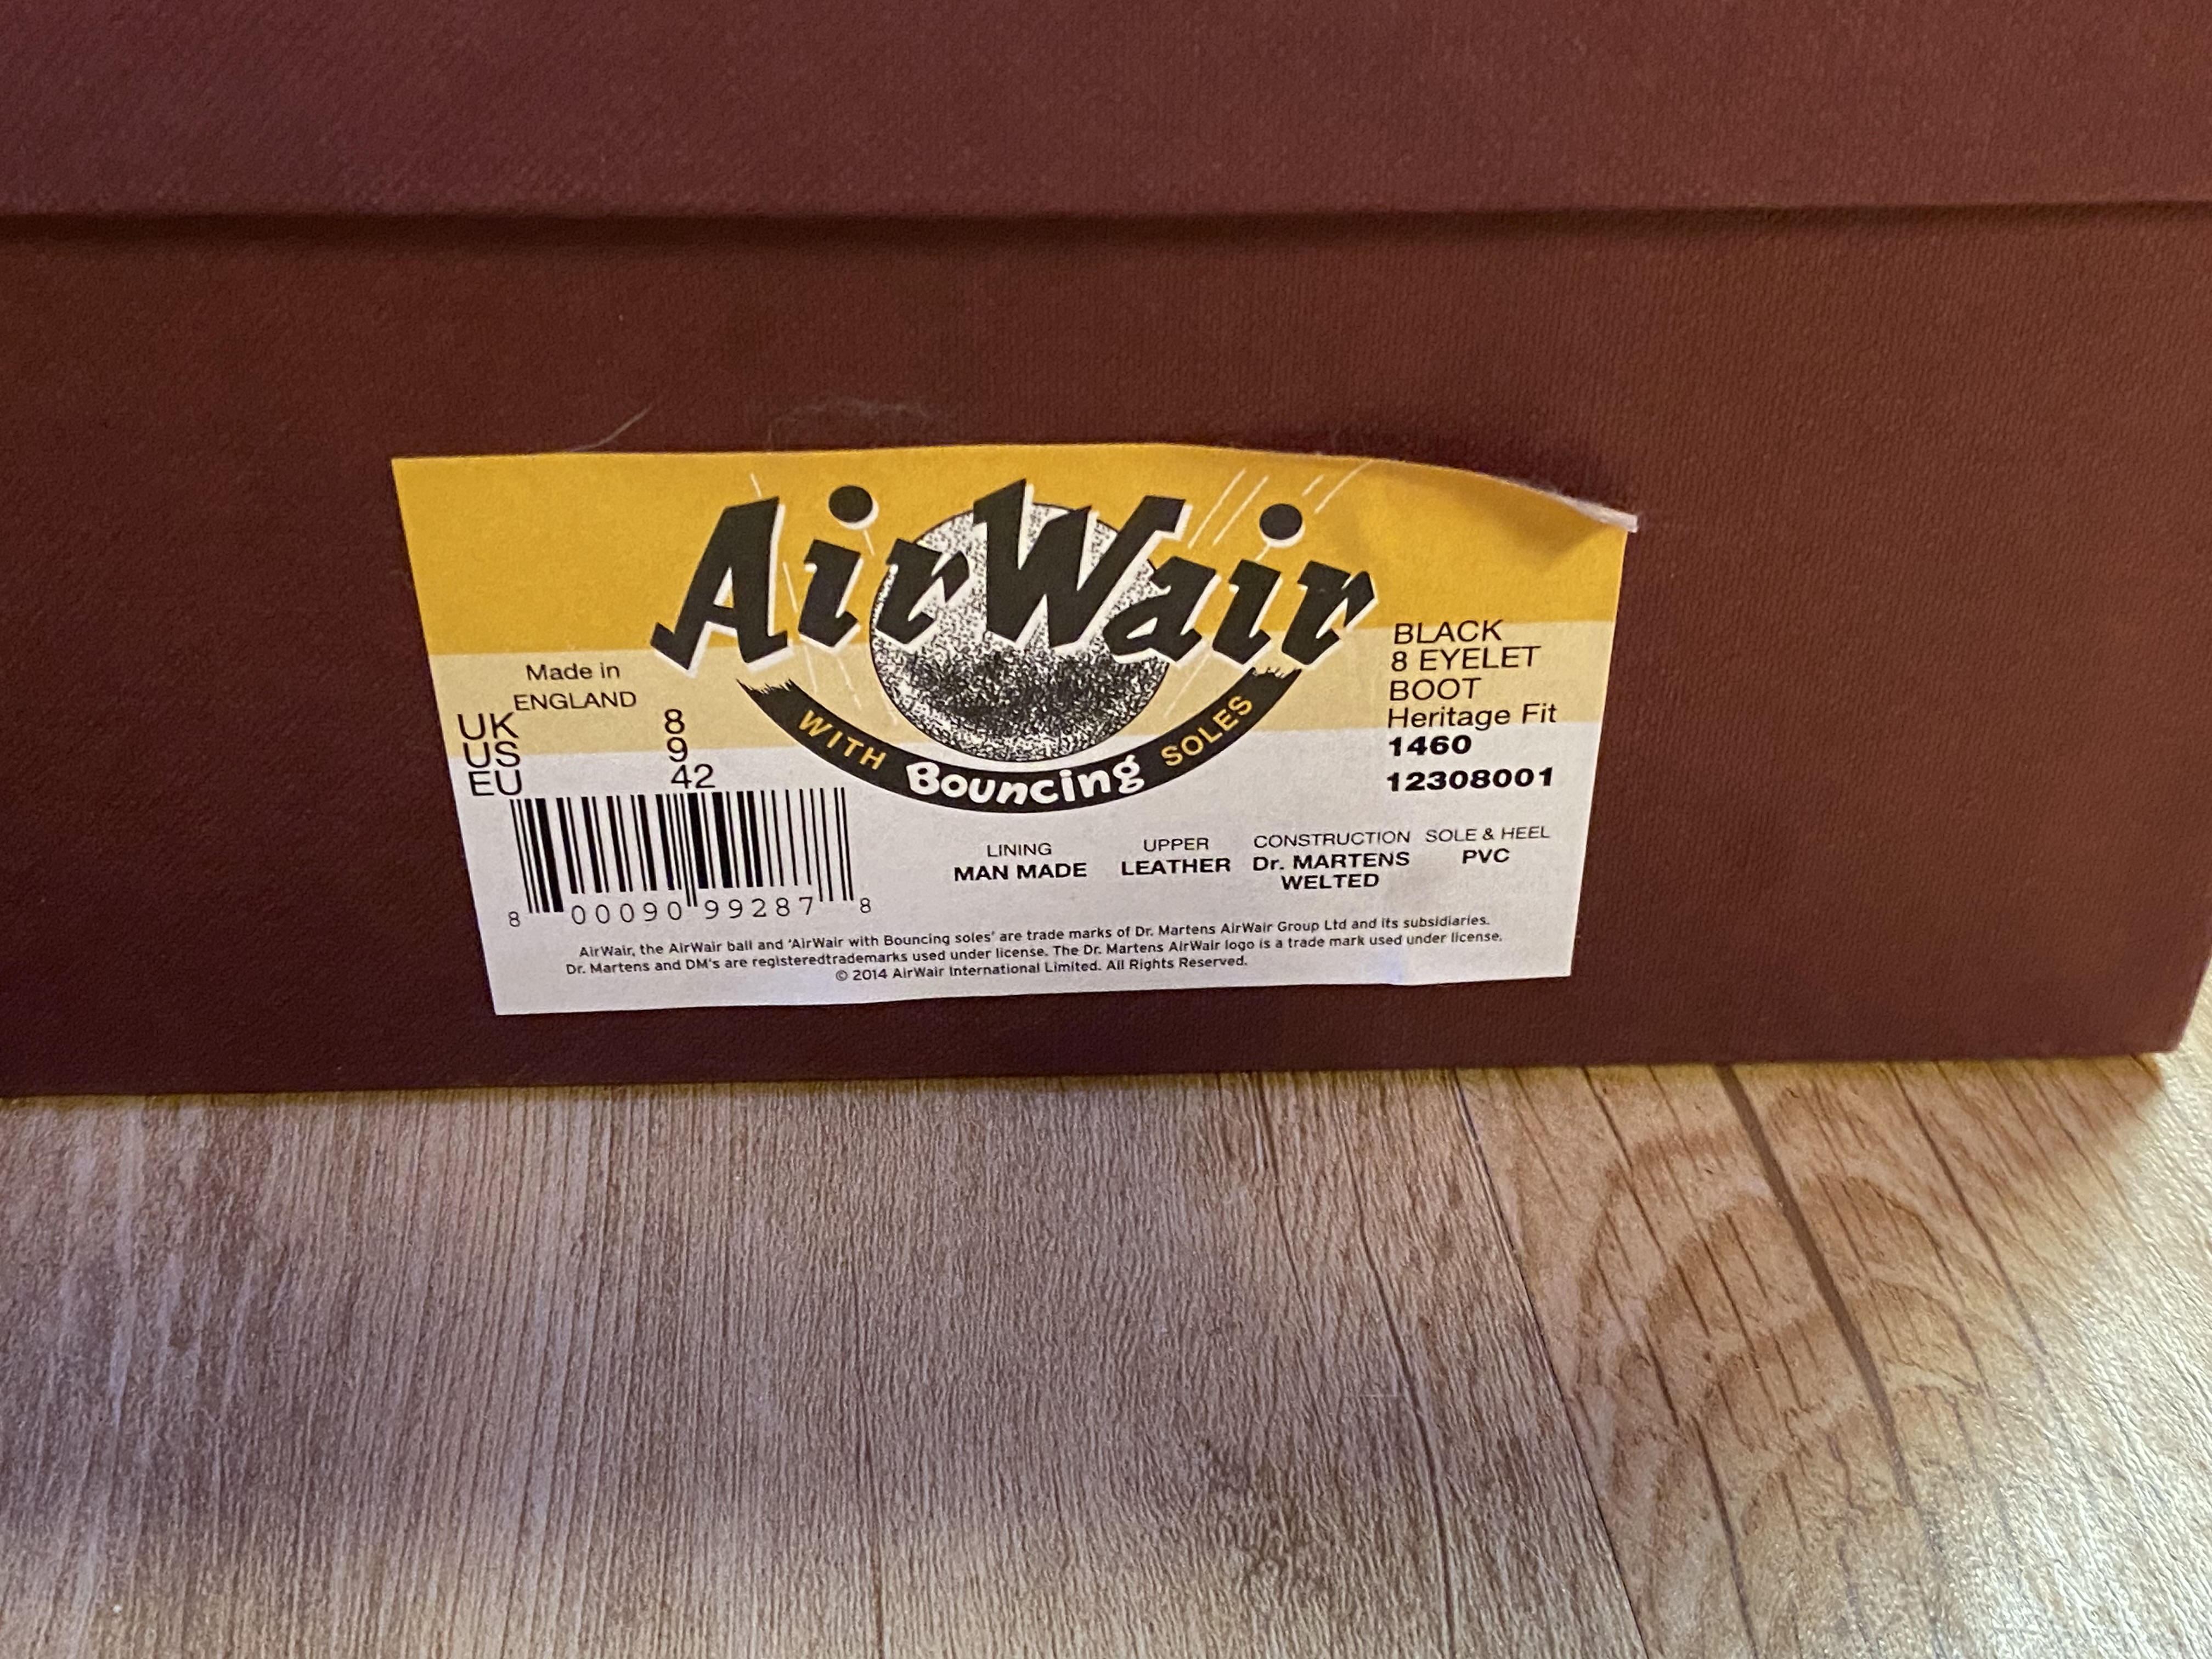 AirWair
WITH Bouncing SOLES
Made in
ENGLAND
UK 8
US 9
EU 42
8 00090 99287 8
BLACK
8 EYELET
BOOT
Heritage Fit
1460
12308001
LINING
MAN MADE
UPPER
LEATHER
CONSTRUCTION
Dr. MARTENS
WELTED
SOLE & HEEL
PVC
AirWair, the AirWair ball and 'AirWair with Bouncing soles' are trade marks of Dr. Martens AirWair Group Ltd and its subsidiaries.
Dr. Martens and DM's are registeredtrademarks used under license. The Dr. Martens AirWair logo is a trade mark used under license.
© 2014 AirWair International Limited. All Rights Reserved.